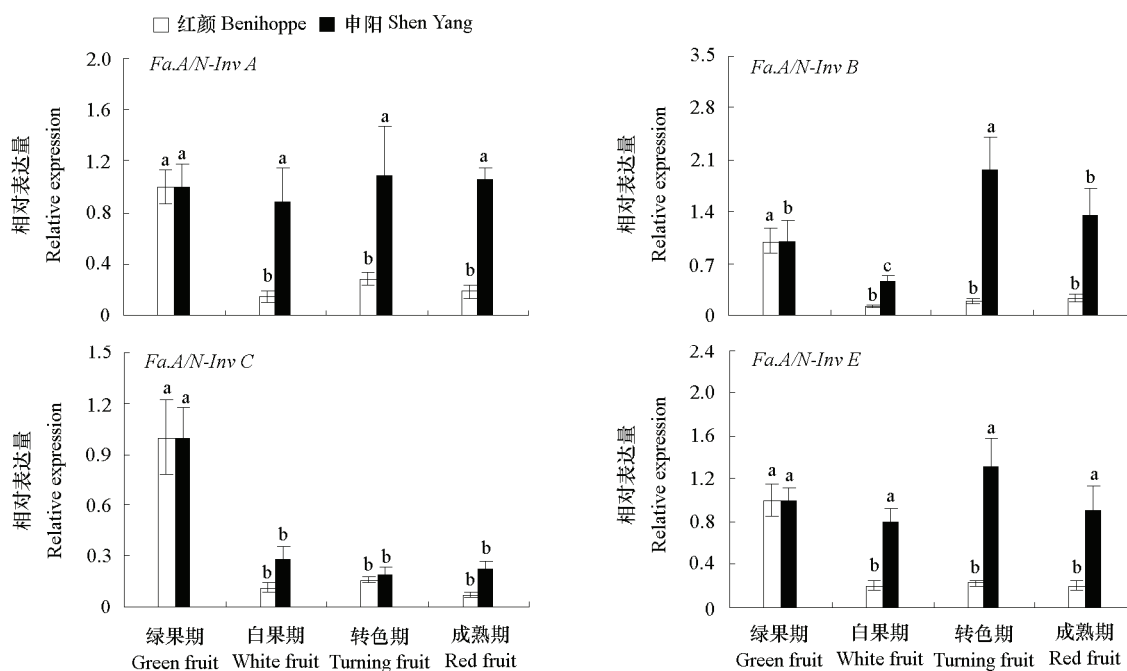 红颜 Benihoppe 申阳 Shen Yang
Fa.A/N-Inv A
相对表达量
Relative expression
2.0
1.6
1.2
0.8
0.4
0
a a
b a
b a
b a
Fa.A/N-Inv B
相对表达量
Relative expression
3.5
2.8
2.1
1.4
0.7
0
a b
b c
b a
b b
Fa.A/N-Inv C
相对表达量
Relative expression
1.5
1.2
0.9
0.6
0.3
0
a a
b b
b b
b b
绿果期 白果期 转色期 成熟期
Green fruit White fruit Turning fruit Red fruit
Fa.A/N-Inv E
相对表达量
Relative expression
2.4
2.0
1.6
1.2
0.8
0.4
0
a a
b a
b a
b a
绿果期 白果期 转色期 成熟期
Green fruit White fruit Turning fruit Red fruit